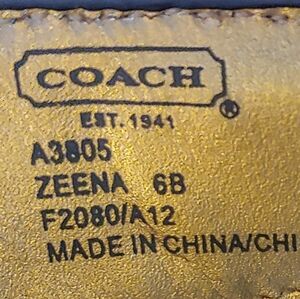 COACH®
EST. 1941
A3805
ZEENA 6B
F2080/A12
MADE IN CHINA/CHI